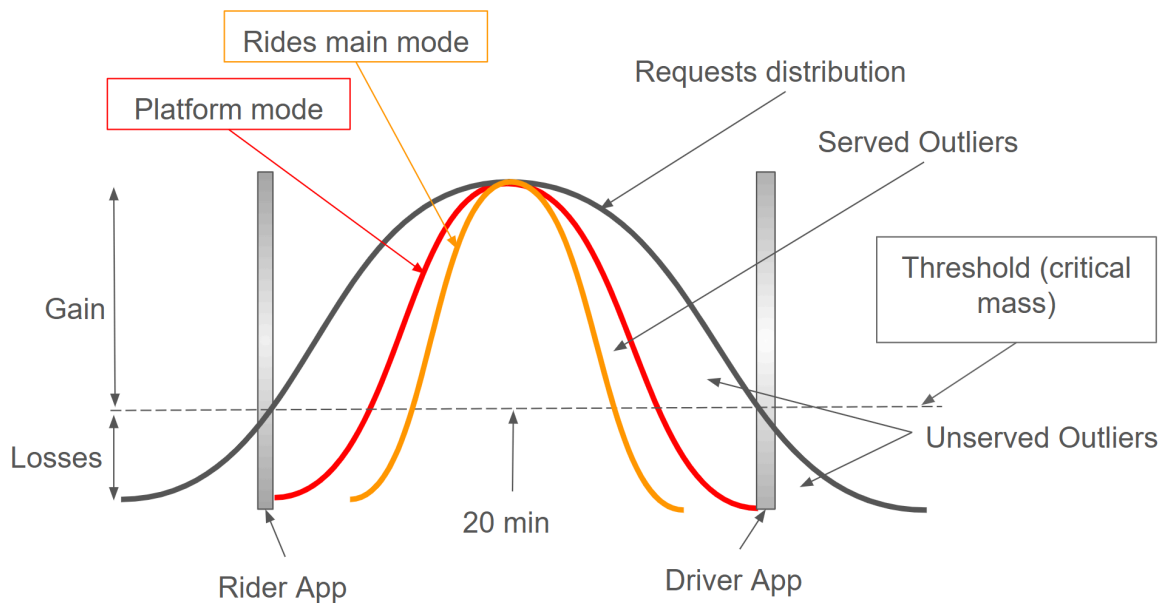 Rides main mode
Platform mode
Requests distribution
Served Outliers
Threshold (critical
mass)
Gain
Losses
Unserved Outliers
20 min
Rider App
Driver App